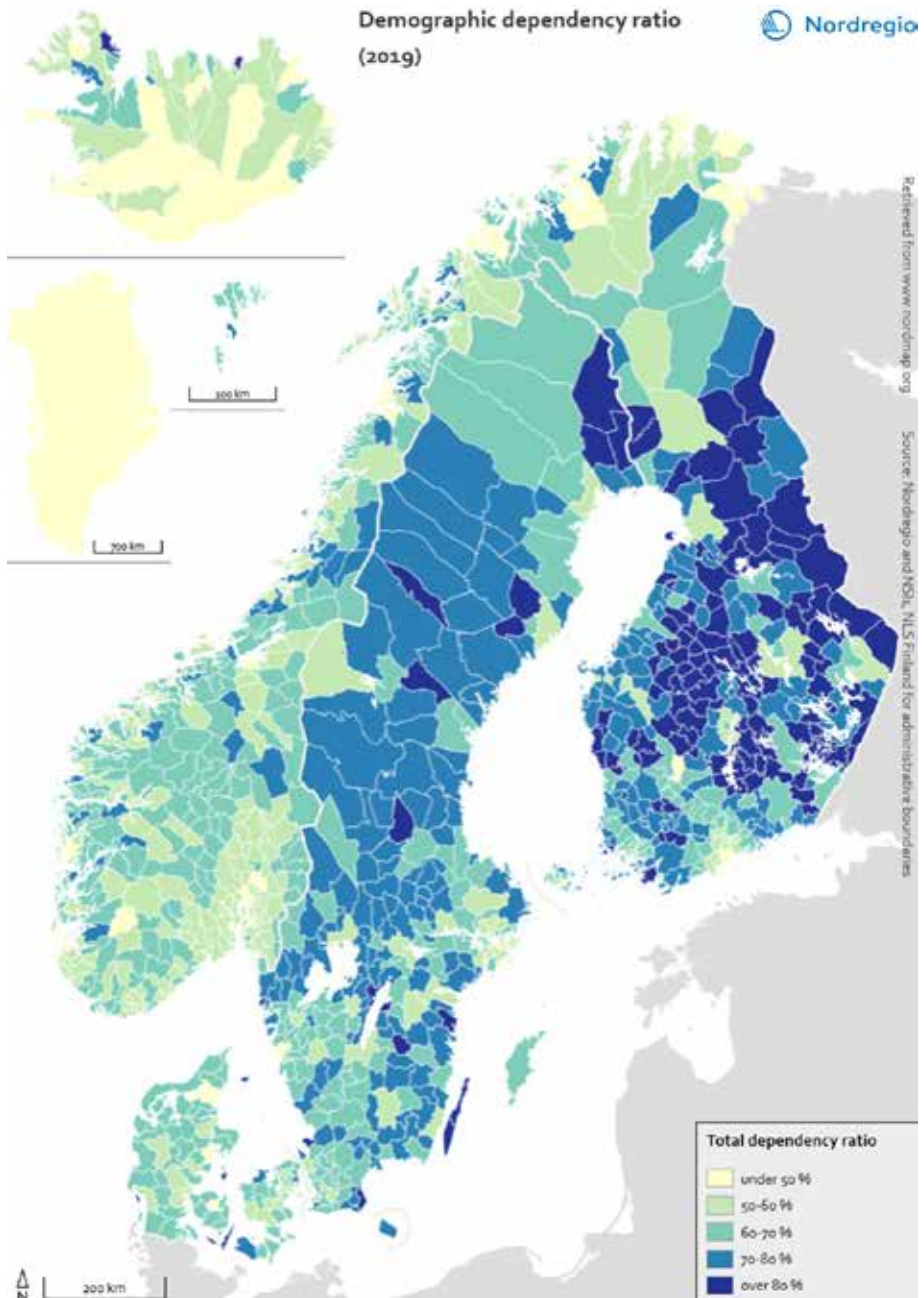 Demographic dependency ratio
(2019)
Nordregio
Retrieved from www.nordmap.org
Source: Nordregio and NSIs, NLS Finland for administrative boundaries
100 km
700 km
Total dependency ratio
under 50 %
50-60 %
60-70 %
70-80 %
over 80 %
N
200 km